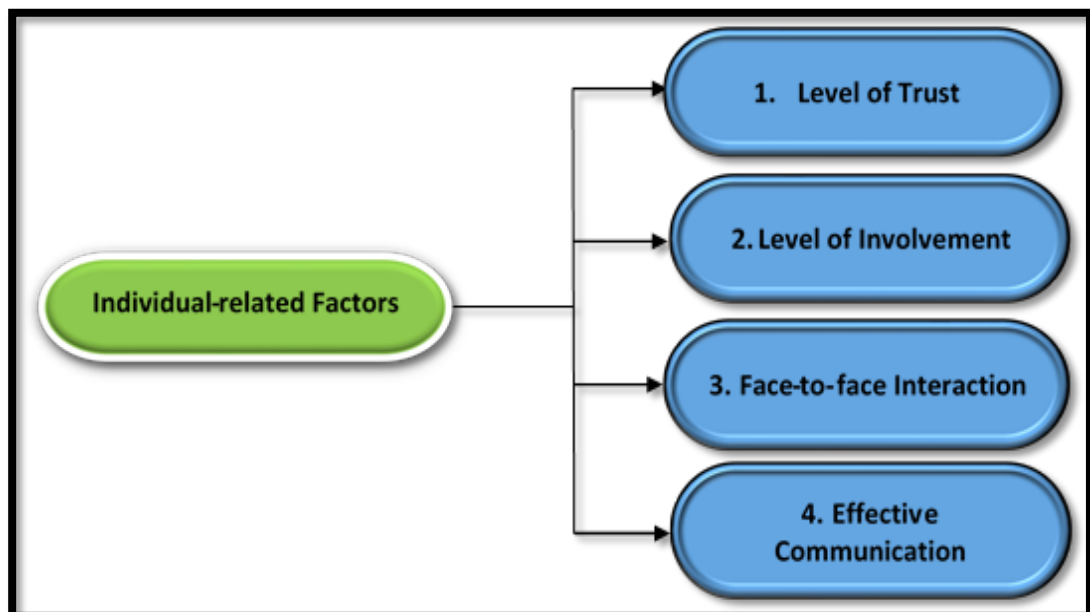 1. Level of Trust
2. Level of Involvement
Individual-related Factors
3. Face-to-face Interaction
4. Effective
Communication